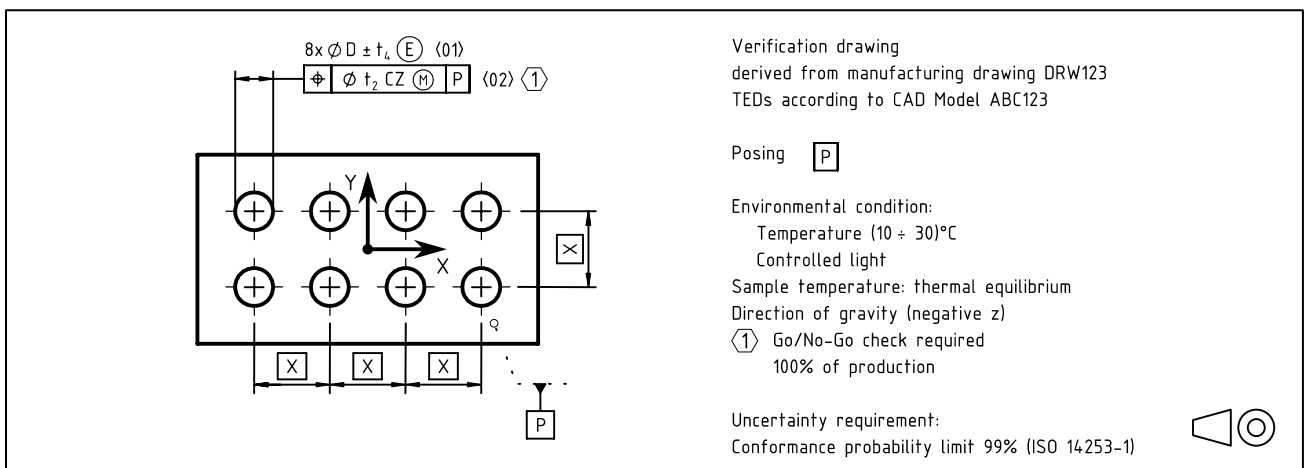 8x ⌀ D ± t₄ Ⓔ ⟨01⟩
⌖ ⌀ t₂ CZ Ⓜ P ⟨02⟩ ⟨1⟩
Y
X
X
X X X
P
Verification drawing
derived from manufacturing drawing DRW123
TEDs according to CAD Model ABC123
Posing P
Environmental condition:
Temperature (10 ÷ 30)°C
Controlled light
Sample temperature: thermal equilibrium
Direction of gravity (negative z)
⟨1⟩ Go/No-Go check required
100% of production
Uncertainty requirement:
Conformance probability limit 99% (ISO 14253-1)